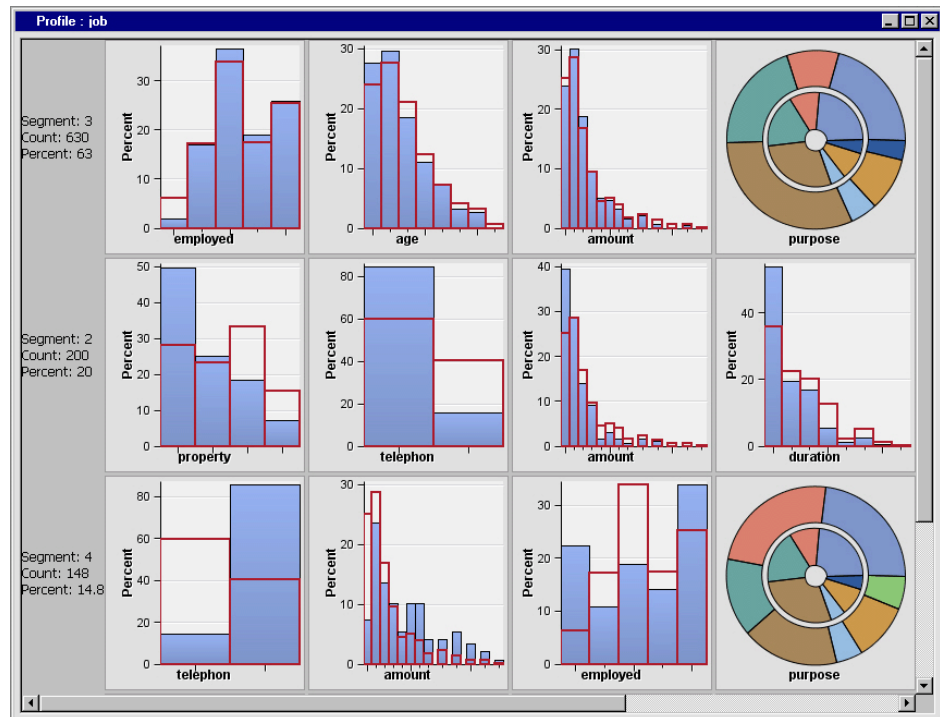 Profile : job
Segment: 3
Count: 630
Percent: 63
Percent
30
20
10
0
employed
Percent
30
20
10
0
age
Percent
30
20
10
0
amount
purpose
Segment: 2
Count: 200
Percent: 20
Percent
50
40
30
20
10
0
property
Percent
80
60
40
20
0
telephon
Percent
40
30
20
10
0
amount
Percent
40
20
0
duration
Segment: 4
Count: 148
Percent: 14.8
Percent
80
60
40
20
0
telephon
Percent
30
20
10
0
amount
Percent
30
20
10
0
employed
purpose